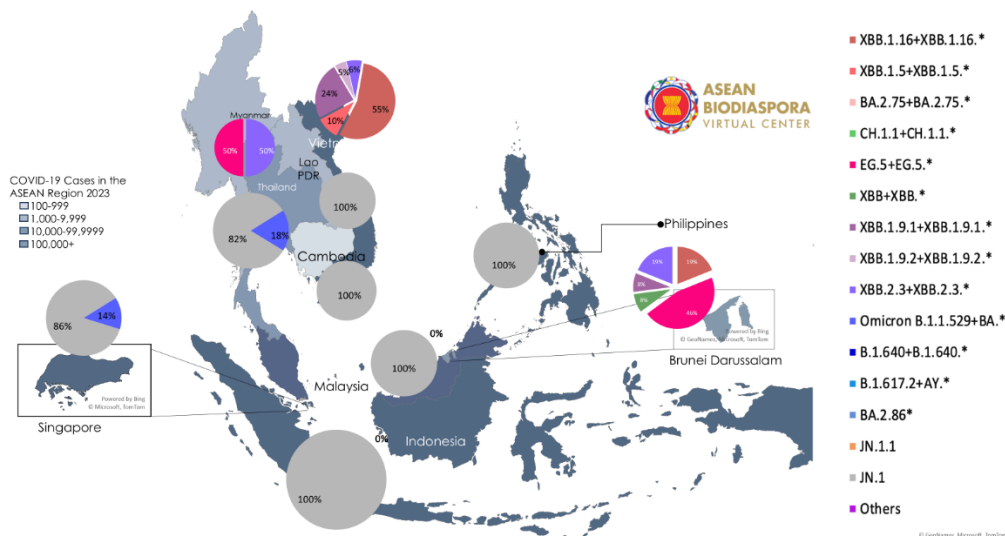 XBB.1.16+XBB.1.16.*
XBB.1.5+XBB.1.5.*
BA.2.75+BA.2.75.*
CH.1.1+CH.1.1.*
EG.5+EG.5.*
XBB+XBB.*
XBB.1.9.1+XBB.1.9.1.*
XBB.1.9.2+XBB.1.9.2.*
XBB.2.3+XBB.2.3.*
Omicron B.1.1.529+BA.*
B.1.640+B.1.640.*
B.1.617.2+AY.*
BA.2.86*
JN.1.1
JN.1
Others
© GeoNames, Microsoft, TomTom
ASEAN
BIODIASPORA
VIRTUAL CENTER
5%
6%
24%
55%
10%
Myanmar
50%
50%
Lao
PDR
Thailand
COVID-19 Cases in the
ASEAN Region 2023
100-999
1,000-9,999
10,000-99,9999
100,000+
100%
82%
18%
Cambodia
100%
Philippines
100%
19%
19%
8%
8%
46%
Powered by Bing
© GeoNames, Microsoft, TomTom
Brunei Darussalam
86%
14%
Powered by Bing
© Microsoft, TomTom
Singapore
0%
100%
Malaysia
0%
Indonesia
100%